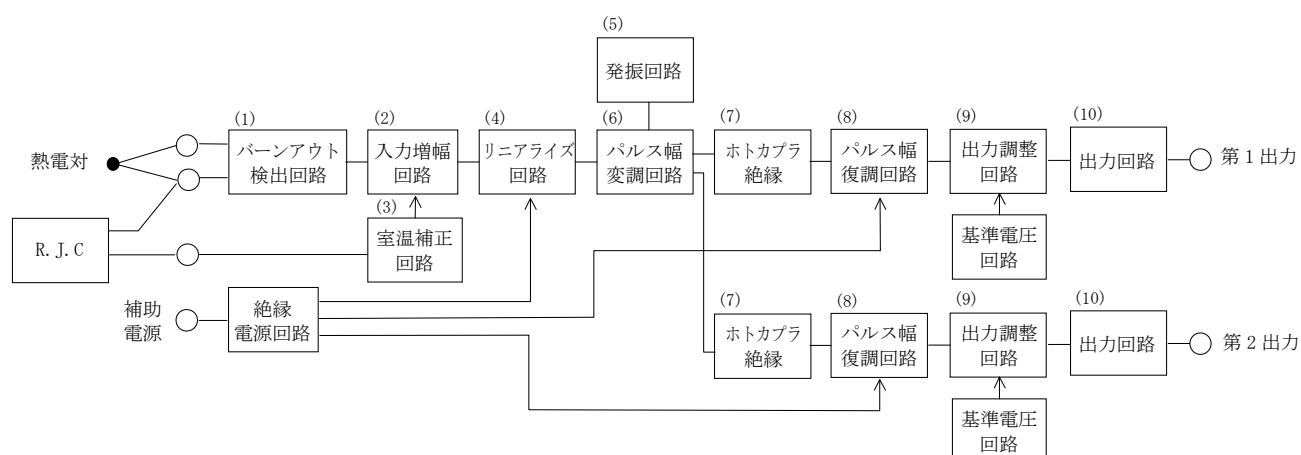 (5)
発振回路
(1)
(2)
(4)
(6)
(7)
(8)
(9)
(10)
熱電対
バーンアウト
検出回路
入力増幅
回路
リニアライズ
回路
パルス幅
変調回路
ホトカプラ
絶縁
パルス幅
復調回路
出力調整
回路
出力回路
第1出力
(3)
R.J.C
室温補正
回路
基準電圧
回路
補助
電源
絶縁
電源回路
(7)
(8)
(9)
(10)
ホトカプラ
絶縁
パルス幅
復調回路
出力調整
回路
出力回路
第2出力
基準電圧
回路